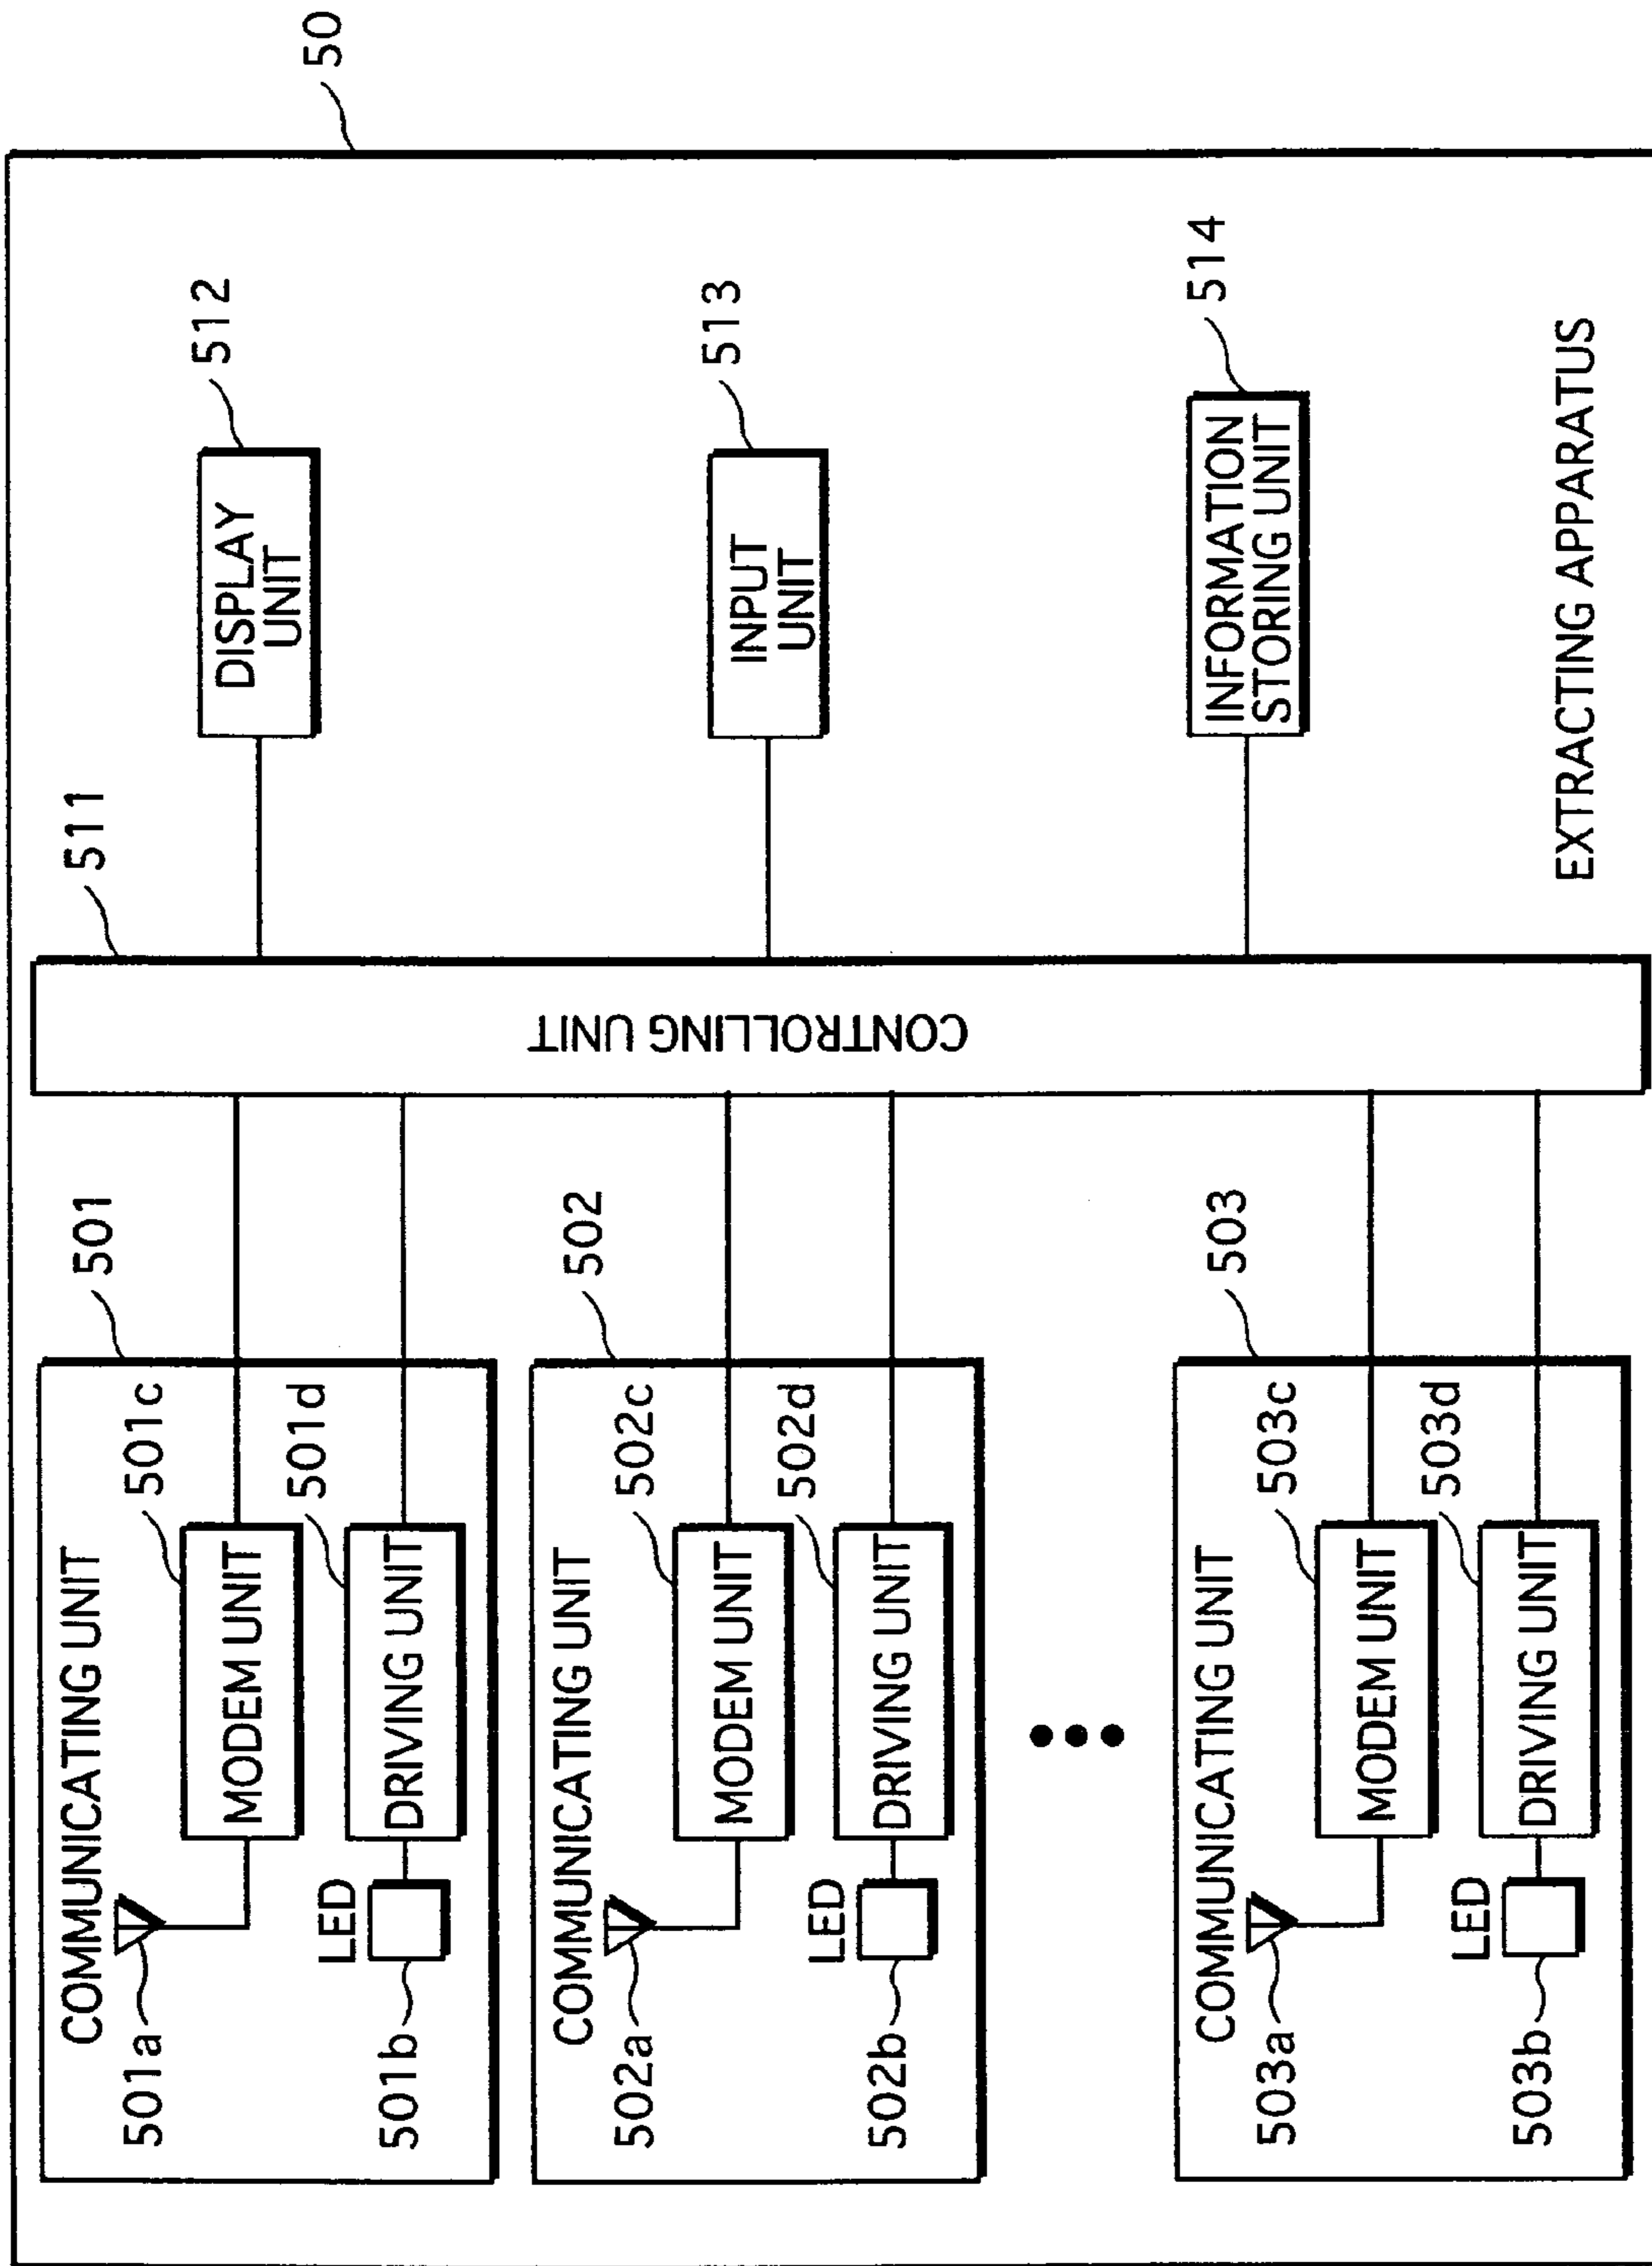 50
COMMUNICATING UNIT
501
501a
MODEM UNIT
501c
LED
501b
DRIVING UNIT
501d
COMMUNICATING UNIT
502
502a
MODEM UNIT
502c
LED
502b
DRIVING UNIT
502d
COMMUNICATING UNIT
503
503a
MODEM UNIT
503c
LED
503b
DRIVING UNIT
503d
CONTROLLING UNIT
511
DISPLAY
UNIT
512
INPUT
UNIT
513
INFORMATION
STORING UNIT
514
EXTRACTING APPARATUS